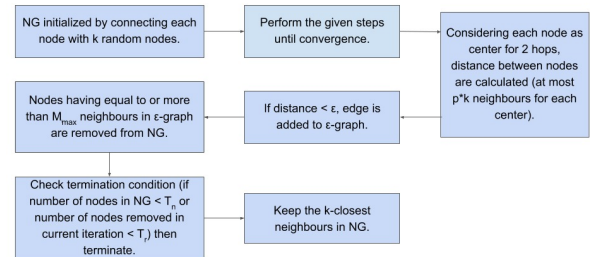 NG initialized by connecting each
node with k random nodes.
Perform the given steps
until convergence.
Considering each node as
center for 2 hops,
distance between nodes
are calculated (at most
p*k neighbours for each
center).
If distance < ε, edge is
added to ε-graph.
Nodes having equal to or more
than Mmax neighbours in ε-graph
are removed from NG.
Check termination condition (if
number of nodes in NG < Tn or
number of nodes removed in
current iteration < Tr) then
terminate.
Keep the k-closest
neighbours in NG.